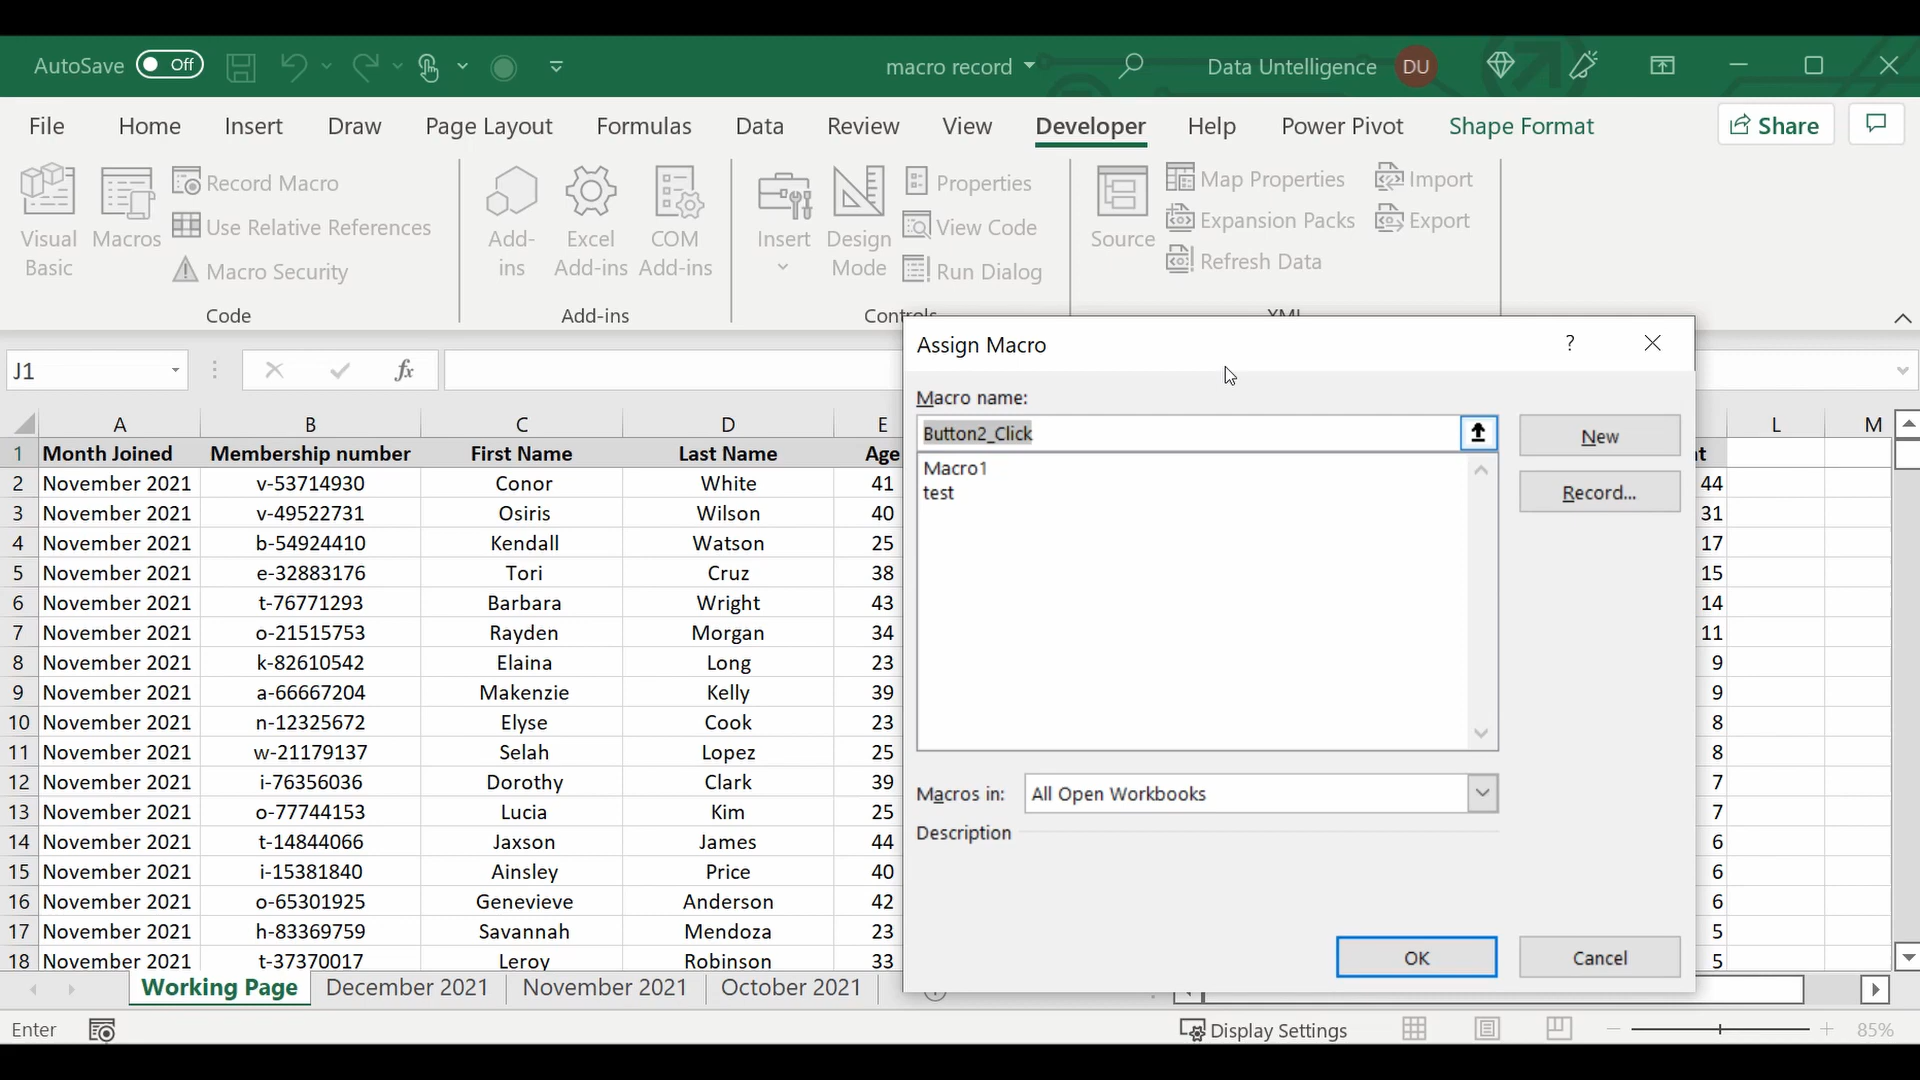 AutoSave Off macro record Data Untelligence DU
File Home Insert Draw Page Layout Formulas Data Review View Developer Help Power Pivot Shape Format Share
Visual Basic
Macros
Record Macro
Use Relative References
Macro Security
Code
Add-ins
Excel Add-ins
COM Add-ins
Add-ins
Insert
Design Mode
Properties
View Code
Run Dialog
Controls
Source
Map Properties
Expansion Packs
Refresh Data
Import
Export
XML
J1
fx
A B C D E L M
1 Month Joined Membership number First Name Last Name Age t
2 November 2021 v-53714930 Conor White 41 44
3 November 2021 v-49522731 Osiris Wilson 40 31
4 November 2021 b-54924410 Kendall Watson 25 17
5 November 2021 e-32883176 Tori Cruz 38 15
6 November 2021 t-76771293 Barbara Wright 43 14
7 November 2021 o-21515753 Rayden Morgan 34 11
8 November 2021 k-82610542 Elaina Long 23 9
9 November 2021 a-66667204 Makenzie Kelly 39 9
10 November 2021 n-12325672 Elyse Cook 23 8
11 November 2021 w-21179137 Selah Lopez 25 8
12 November 2021 i-76356036 Dorothy Clark 39 7
13 November 2021 o-77744153 Lucia Kim 25 7
14 November 2021 t-14844066 Jaxson James 44 6
15 November 2021 i-15381840 Ainsley Price 40 6
16 November 2021 o-65301925 Genevieve Anderson 42 6
17 November 2021 h-83369759 Savannah Mendoza 23 5
18 November 2021 t-37370017 Leroy Robinson 33 5
Assign Macro ?
Macro name:
Button2_Click
New
Macro1
test
Record...
Macros in: All Open Workbooks
Description
OK Cancel
Working Page December 2021 November 2021 October 2021
Enter Display Settings 85%